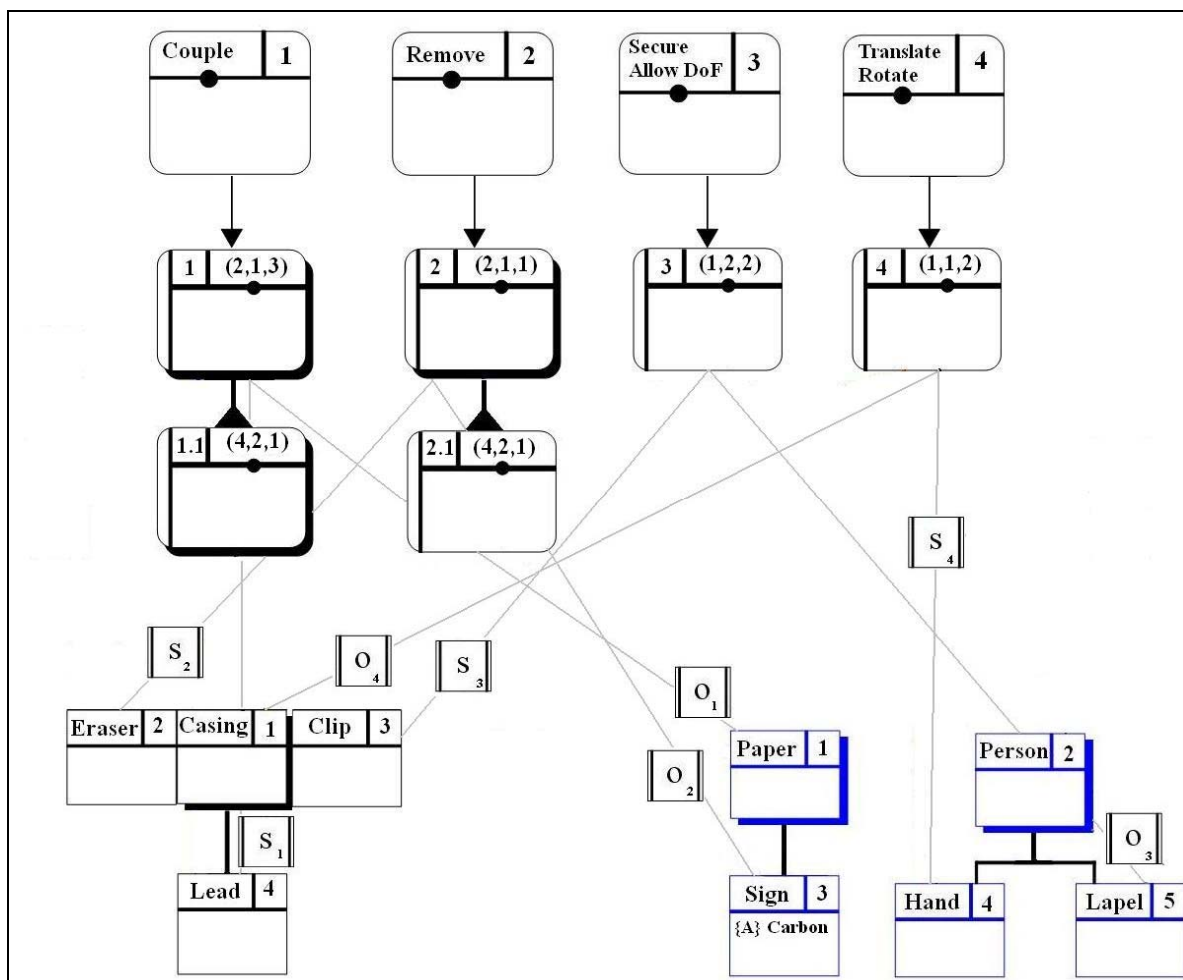 Couple 1
Remove 2
Secure
Allow DoF 3
Translate
Rotate 4
1 (2,1,3)
2 (2,1,1)
3 (1,2,2)
4 (1,1,2)
1.1 (4,2,1)
2.1 (4,2,1)
S4
S2
O4
S3
O1
O2
Eraser 2
Casing 1
Clip 3
Paper 1
Person 2
S1
O3
Lead 4
Sign 3
{A} Carbon
Hand 4
Lapel 5